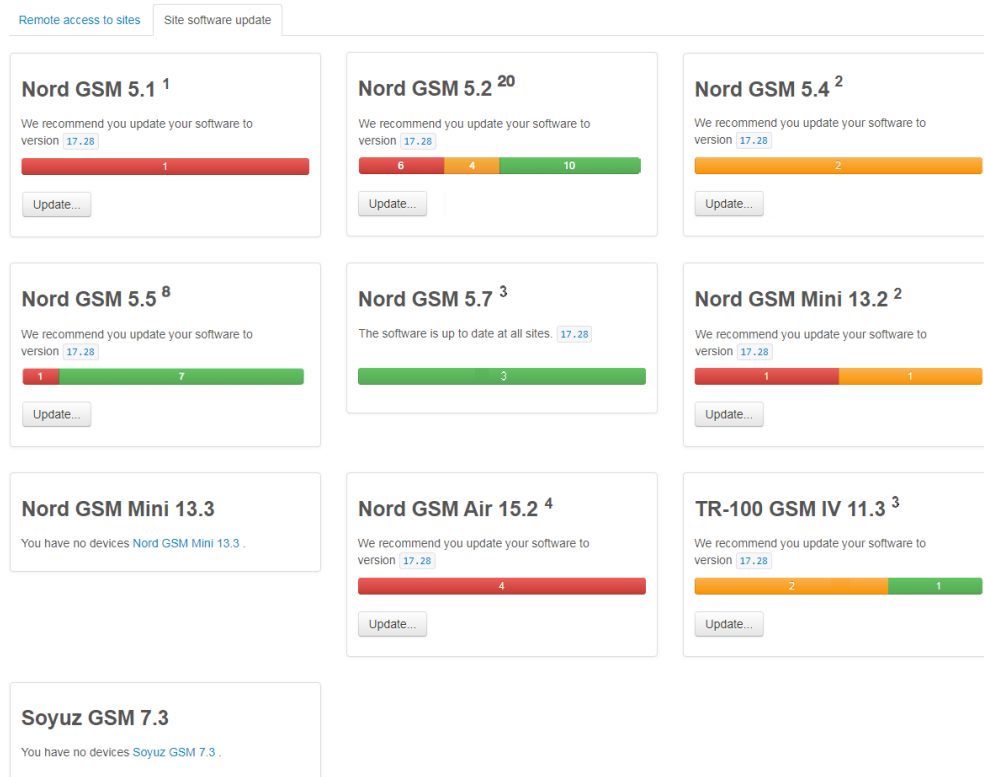 Remote access to sites
Site software update
Nord GSM 5.1 1
We recommend you update your software to
version 17.28
1
Update...
Nord GSM 5.2 20
We recommend you update your software to
version 17.28
6 4 10
Update...
Nord GSM 5.4 2
We recommend you update your software to
version 17.28
2
Update...
Nord GSM 5.5 8
We recommend you update your software to
version 17.28
1 7
Update...
Nord GSM 5.7 3
The software is up to date at all sites. 17.28
3
Nord GSM Mini 13.2 2
We recommend you update your software to
version 17.28
1 1
Update...
Nord GSM Mini 13.3
You have no devices Nord GSM Mini 13.3 .
Nord GSM Air 15.2 4
We recommend you update your software to
version 17.28
4
Update...
TR-100 GSM IV 11.3 3
We recommend you update your software to
version 17.28
2 1
Update...
Soyuz GSM 7.3
You have no devices Soyuz GSM 7.3 .